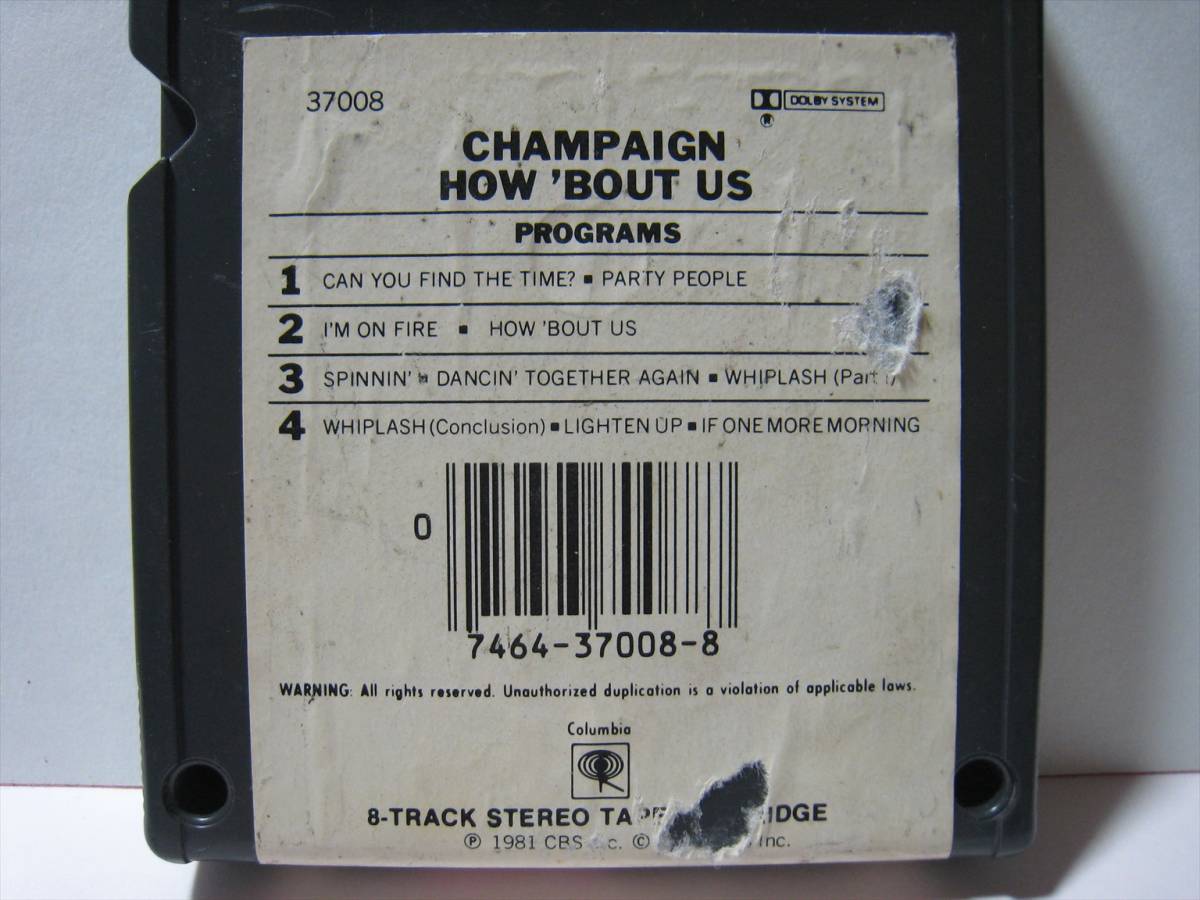 37008
DOLBY SYSTEM
®
CHAMPAIGN
HOW 'BOUT US
PROGRAMS
1 CAN YOU FIND THE TIME? ▪ PARTY PEOPLE
2 I'M ON FIRE ▪ HOW 'BOUT US
3 SPINNIN' ▪ DANCIN' TOGETHER AGAIN ▪ WHIPLASH (Part
4 WHIPLASH (Conclusion) ▪ LIGHTEN UP ▪ IF ONE MORE MORNING
0
7464-37008-8
WARNING: All rights reserved. Unauthorized duplication is a violation of applicable laws.
Columbia
8-TRACK STEREO
℗ 1981 CBS © Inc.